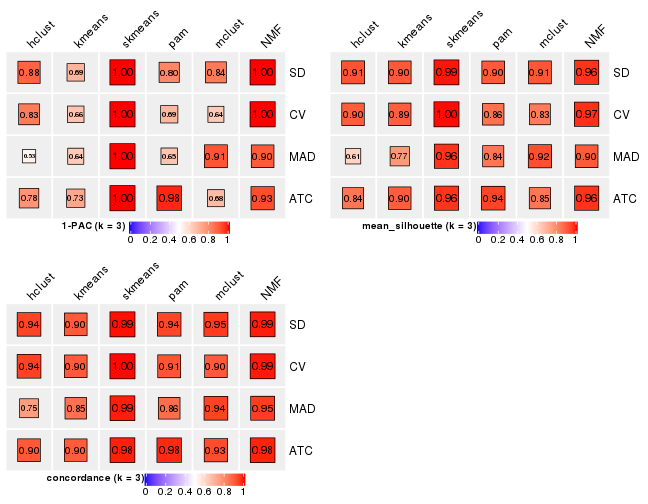 hclust kmeans skmeans pam mclust NMF
0.88 0.69 1.00 0.80 0.84 1.00 SD
0.83 0.66 1.00 0.69 0.64 1.00 CV
0.53 0.64 1.00 0.65 0.91 0.90 MAD
0.78 0.73 1.00 0.98 0.68 0.93 ATC
1-PAC (k = 3)
0 0.2 0.4 0.6 0.8 1
hclust kmeans skmeans pam mclust NMF
0.91 0.90 0.99 0.90 0.91 0.96 SD
0.90 0.89 1.00 0.86 0.83 0.97 CV
0.61 0.77 0.96 0.84 0.92 0.90 MAD
0.84 0.90 0.96 0.94 0.85 0.96 ATC
mean_silhouette (k = 3)
0 0.2 0.4 0.6 0.8 1
hclust kmeans skmeans pam mclust NMF
0.94 0.90 0.99 0.94 0.95 0.99 SD
0.94 0.90 1.00 0.91 0.90 0.99 CV
0.75 0.85 0.99 0.86 0.94 0.95 MAD
0.90 0.90 0.98 0.98 0.93 0.98 ATC
concordance (k = 3)
0 0.2 0.4 0.6 0.8 1